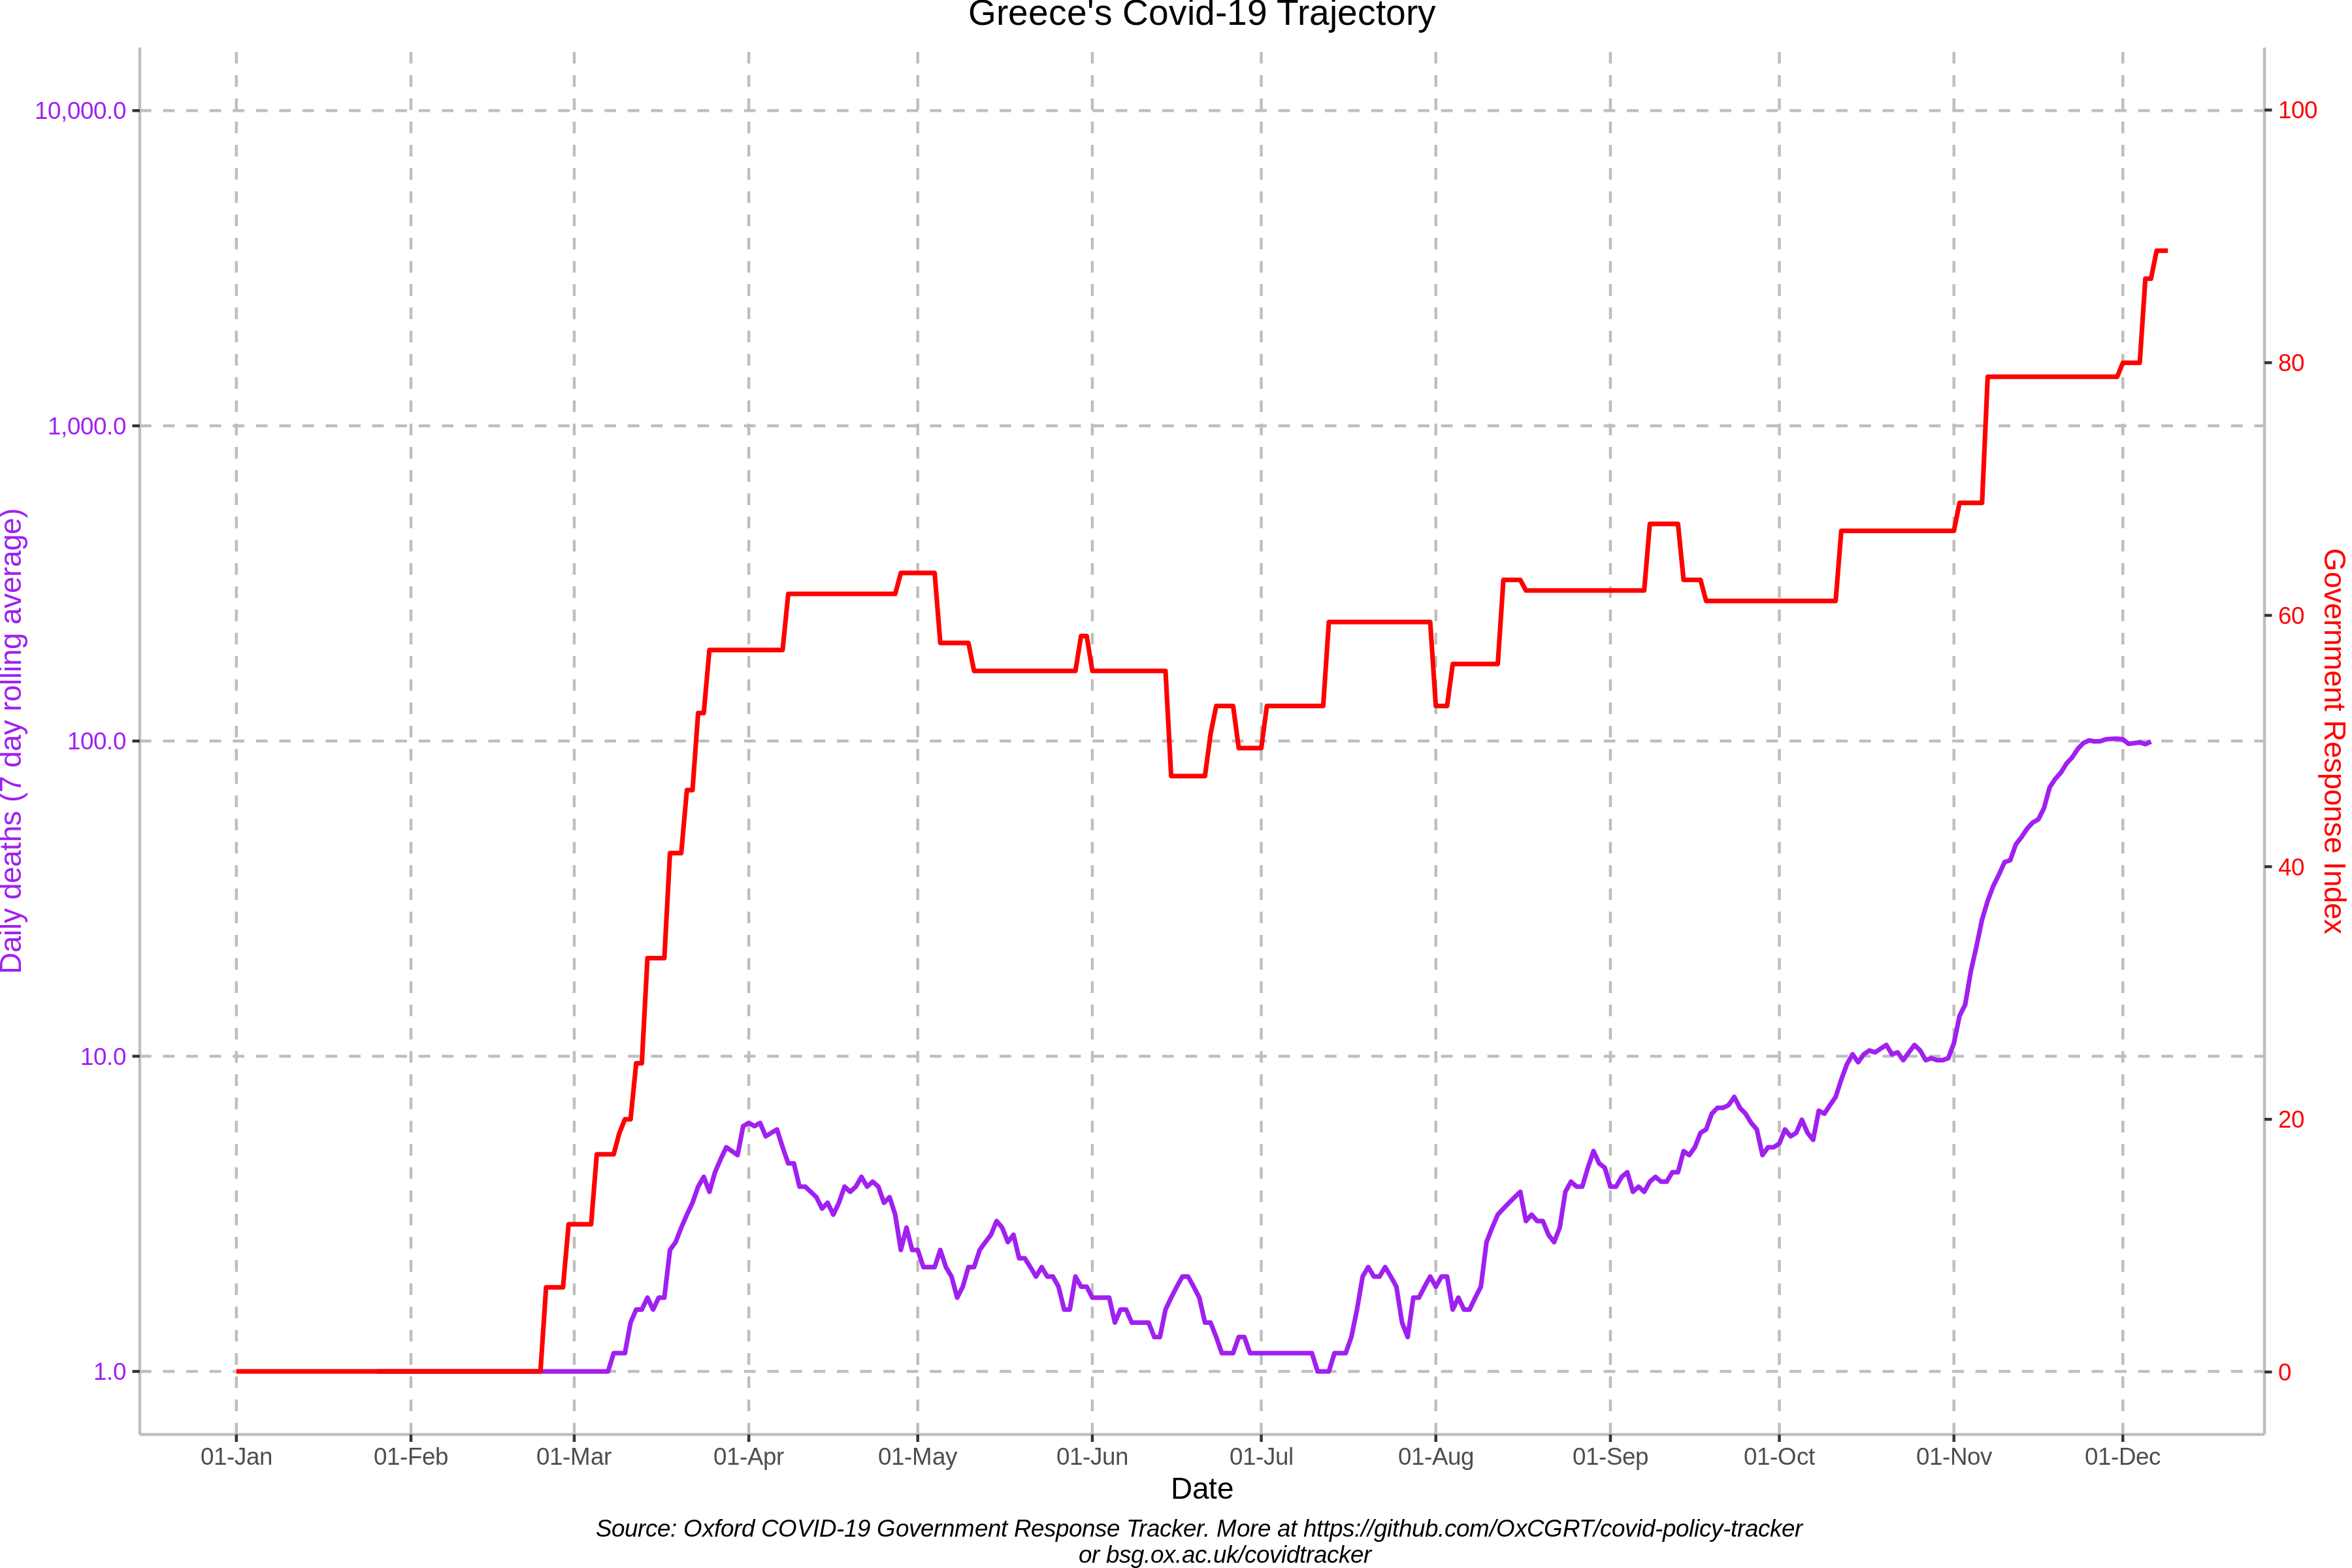 Greece's Covid-19 Trajectory
10,000.0
1,000.0
100.0
10.0
1.0
Daily deaths (7 day rolling average)
100
80
60
40
20
0
Government Response Index
01-Jan
01-Feb
01-Mar
01-Apr
01-May
01-Jun
01-Jul
01-Aug
01-Sep
01-Oct
01-Nov
01-Dec
Date
Source: Oxford COVID-19 Government Response Tracker. More at https://github.com/OxCGRT/covid-policy-tracker
or bsg.ox.ac.uk/covidtracker